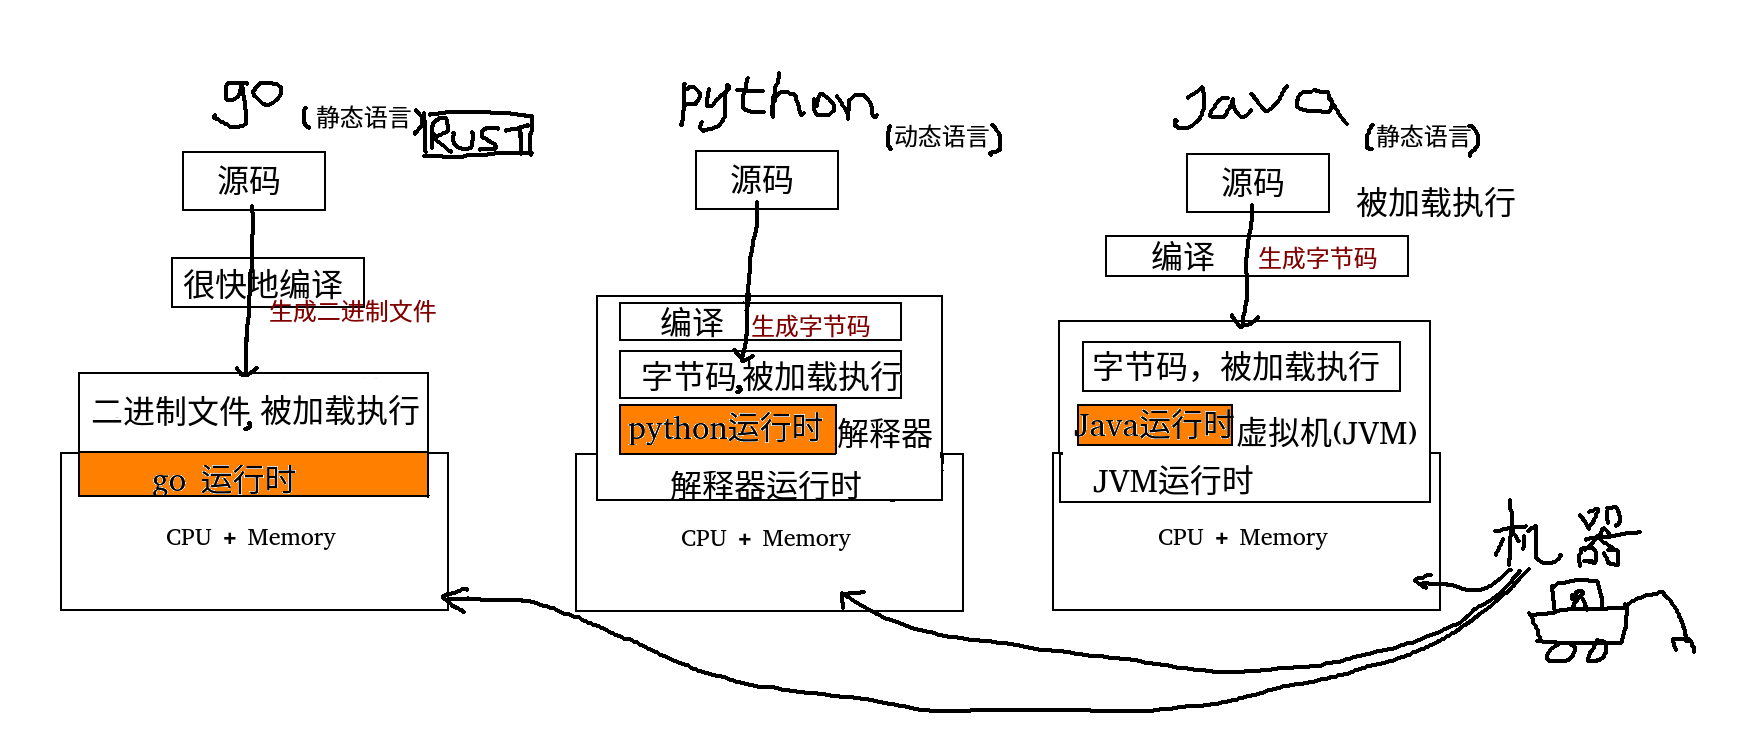 go
(静态语言)
RUST
源码
很快地编译
生成二进制文件
二进制文件,被加载执行
go 运行时
CPU + Memory
python
(动态语言)
源码
编译
生成字节码
字节码,被加载执行
python运行时
解释器
解释器运行时
CPU + Memory
Java
(静态语言)
源码
被加载执行
编译
生成字节码
字节码，被加载执行
Java运行时
虚拟机(JVM)
JVM运行时
CPU + Memory
机器